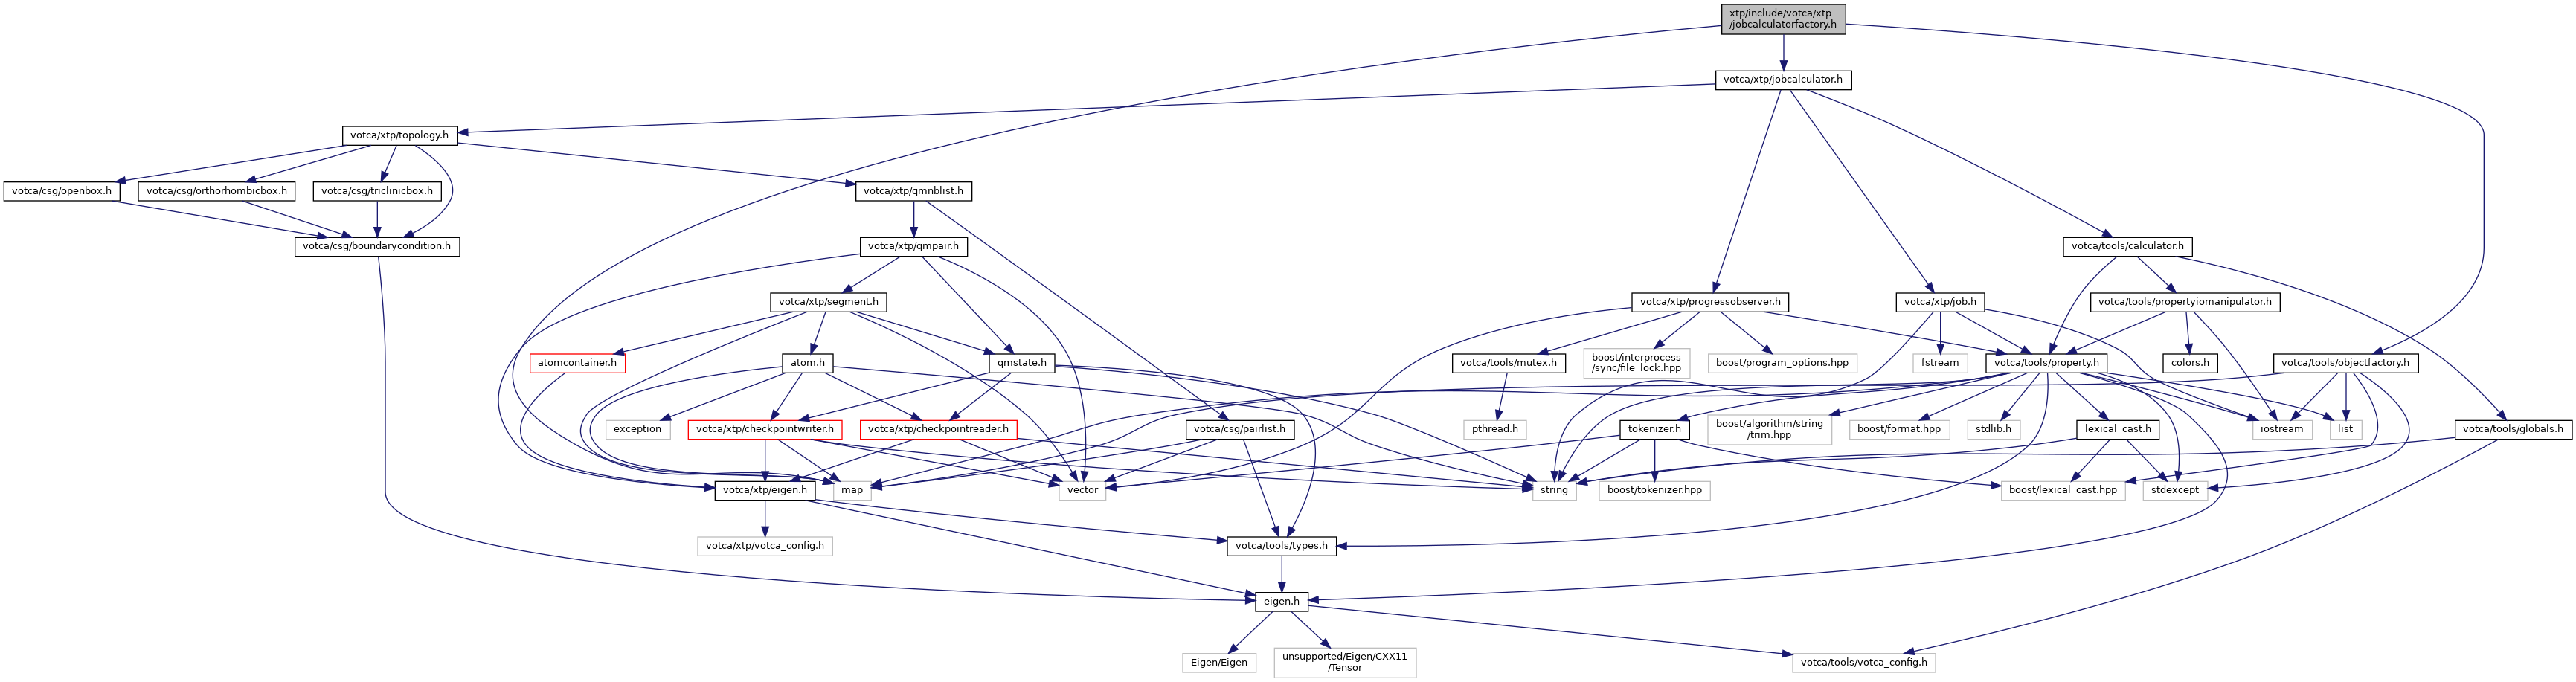 xtp/include/votca/xtp
/jobcalculatorfactory.h
votca/xtp/jobcalculator.h
votca/xtp/topology.h
votca/csg/openbox.h
votca/csg/orthorhombicbox.h
votca/csg/triclinicbox.h
votca/xtp/qmnblist.h
votca/csg/boundarycondition.h
votca/xtp/qmpair.h
votca/tools/calculator.h
votca/xtp/segment.h
votca/xtp/progressobserver.h
votca/xtp/job.h
votca/tools/propertyiomanipulator.h
atomcontainer.h
atom.h
qmstate.h
votca/tools/mutex.h
boost/interprocess
/sync/file_lock.hpp
boost/program_options.hpp
fstream
votca/tools/property.h
colors.h
votca/tools/objectfactory.h
exception
votca/xtp/checkpointwriter.h
votca/xtp/checkpointreader.h
votca/csg/pairlist.h
pthread.h
tokenizer.h
boost/algorithm/string
/trim.hpp
boost/format.hpp
stdlib.h
lexical_cast.h
iostream
list
votca/tools/globals.h
votca/xtp/eigen.h
map
vector
string
boost/tokenizer.hpp
boost/lexical_cast.hpp
stdexcept
votca/xtp/votca_config.h
votca/tools/types.h
eigen.h
Eigen/Eigen
unsupported/Eigen/CXX11
/Tensor
votca/tools/votca_config.h